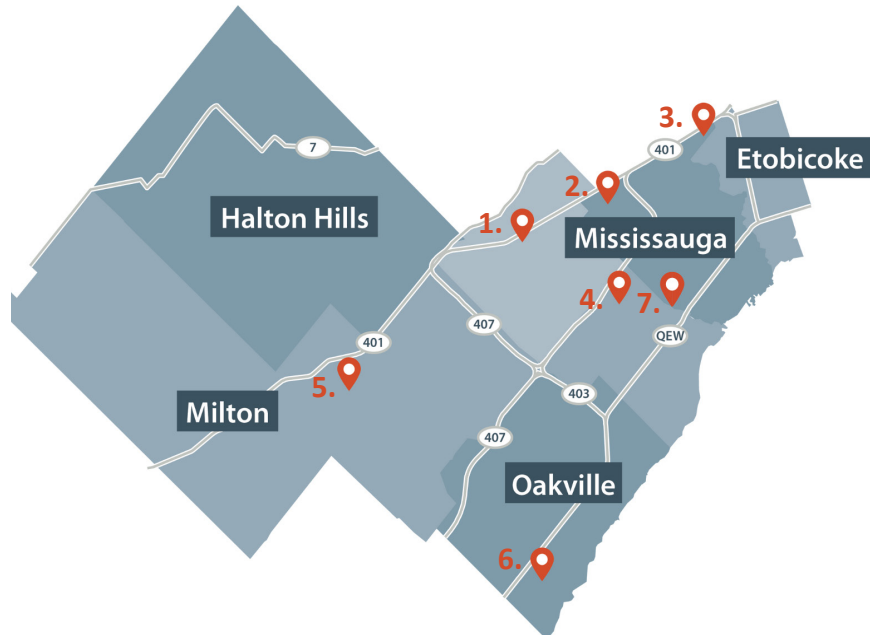 3.
401
Etobicoke
7
2.
Halton Hills
1.
Mississauga
4.
7.
407
QEW
401
5.
403
Milton
407
Oakville
6.